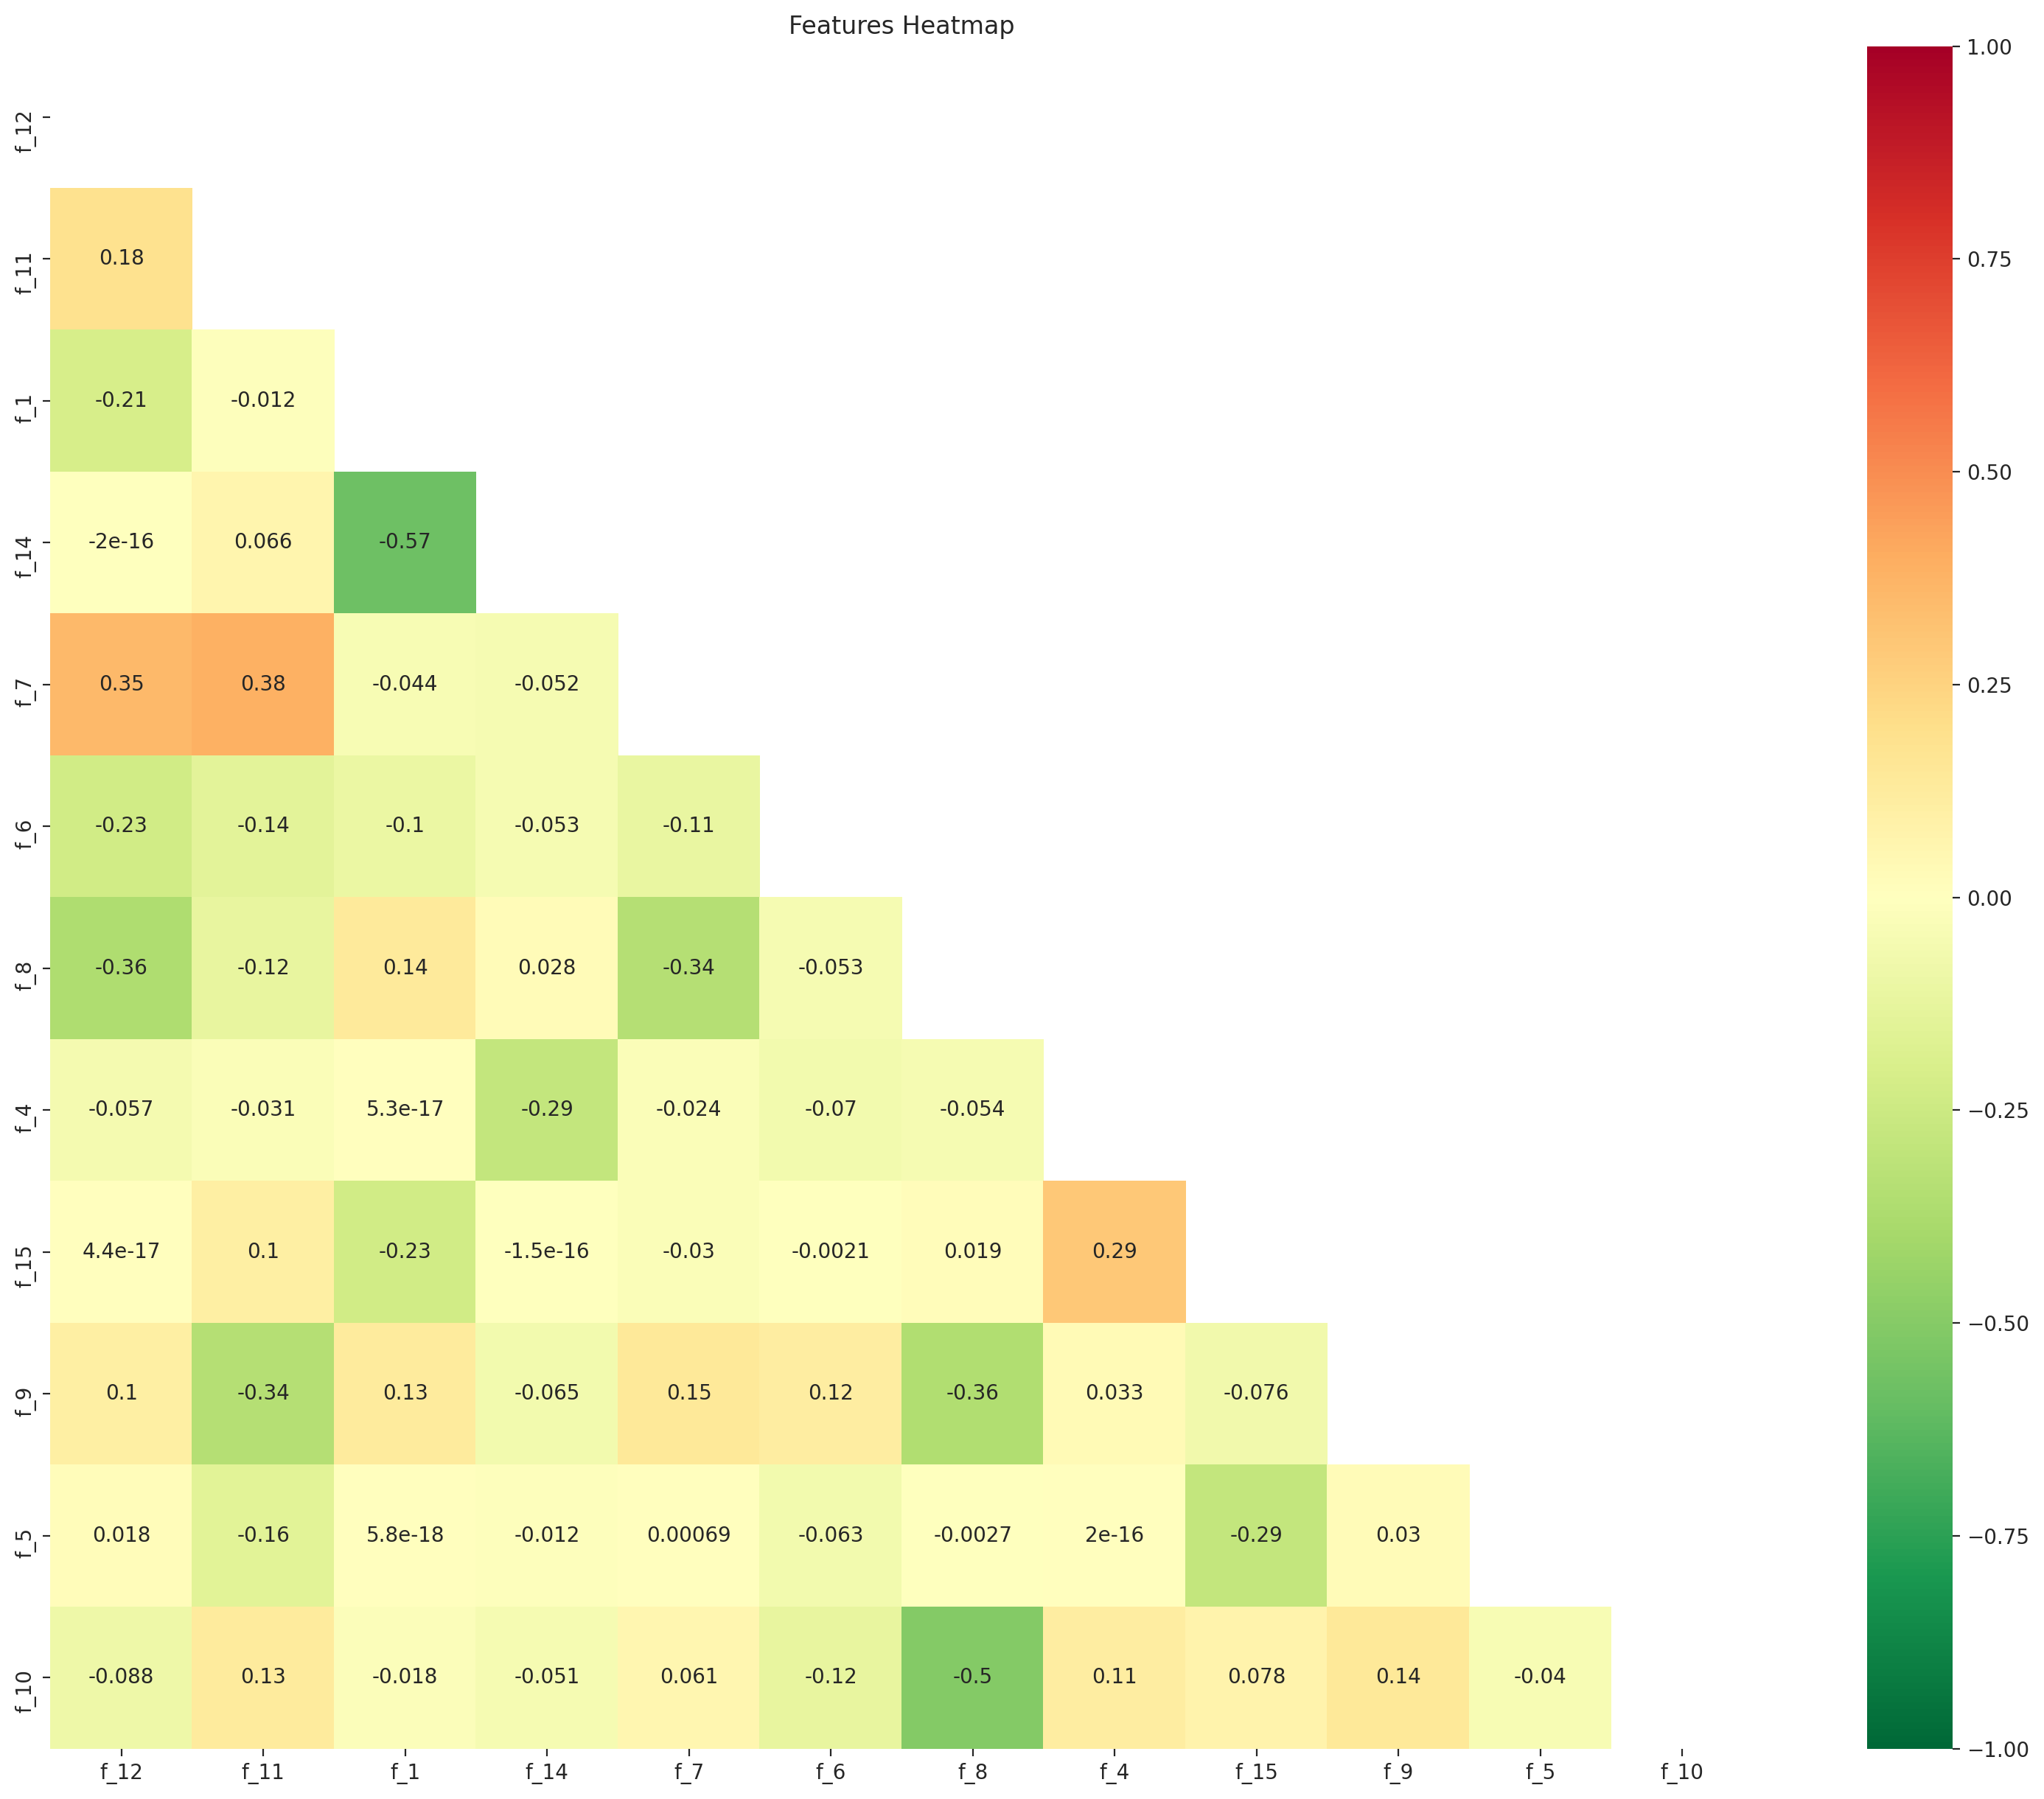 Features Heatmap
1.00
f_12
f_11 0.18
0.75
f_1 -0.21 -0.012
0.50
f_14 -2e-16 0.066 -0.57
f_7 0.35 0.38 -0.044 -0.052
0.25
f_6 -0.23 -0.14 -0.1 -0.053 -0.11
0.00
f_8 -0.36 -0.12 0.14 0.028 -0.34 -0.053
f_4 -0.057 -0.031 5.3e-17 -0.29 -0.024 -0.07 -0.054
−0.25
f_15 4.4e-17 0.1 -0.23 -1.5e-16 -0.03 -0.0021 0.019 0.29
−0.50
f_9 0.1 -0.34 0.13 -0.065 0.15 0.12 -0.36 0.033 -0.076
f_5 0.018 -0.16 5.8e-18 -0.012 0.00069 -0.063 -0.0027 2e-16 -0.29 0.03
−0.75
f_10 -0.088 0.13 -0.018 -0.051 0.061 -0.12 -0.5 0.11 0.078 0.14 -0.04
−1.00
f_12 f_11 f_1 f_14 f_7 f_6 f_8 f_4 f_15 f_9 f_5 f_10